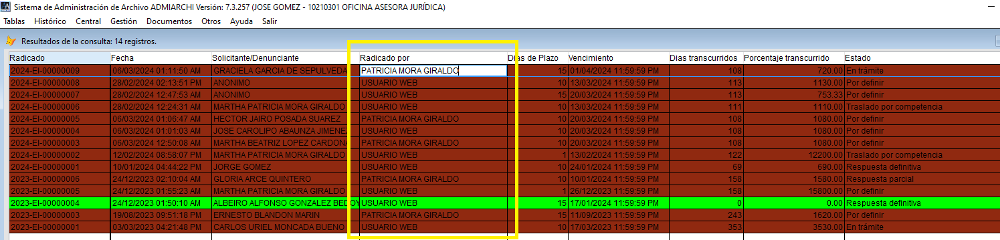 Sistema de Administración de Archivo ADMIARCHI Versión: 7.3.257 (JOSE GOMEZ - 10210301 OFICINA ASESORA JURÍDICA)
Tablas Histórico Central Gestión Documentos Otros Ayuda Salir
Resultados de la consulta: 14 registros.
Radicado Fecha Solicitante/Denunciante Radicado por Dias de Plazo Vencimiento Dias transcurridos Porcentaje transcurrido Estado
2024-EI-00000009 06/03/2024 01:11:50 AM GRACIELA GARCIA DE SEPULVEDA PATRICIA MORA GIRALDO 15 01/04/2024 11:59:59 PM 108 720.00 En trámite
2024-EI-00000008 28/02/2024 02:13:51 PM ANONIMO USUARIO WEB 10 13/03/2024 11:59:59 PM 113 1130.00 Por definir
2024-EI-00000007 28/02/2024 12:47:53 AM ANONIMO USUARIO WEB 15 20/03/2024 11:59:59 PM 113 753.33 Por definir
2024-EI-00000006 28/02/2024 12:24:31 AM MARTHA PATRICIA MORA GIRALDO USUARIO WEB 10 13/03/2024 11:59:59 PM 111 1110.00 Traslado por competencia
2024-EI-00000005 06/03/2024 01:06:47 AM HECTOR JAIRO POSADA SUAREZ PATRICIA MORA GIRALDO 10 20/03/2024 11:59:59 PM 108 1080.00 Por definir
2024-EI-00000004 06/03/2024 01:01:03 AM JOSE CAROLIPO ABAUNZA JIMENEZ USUARIO WEB 10 20/03/2024 11:59:59 PM 108 1080.00 Por definir
2024-EI-00000003 06/03/2024 12:50:08 AM MARTHA BEATRIZ LOPEZ CARDONA PATRICIA MORA GIRALDO 10 20/03/2024 11:59:59 PM 108 1080.00 Por definir
2024-EI-00000002 12/02/2024 08:58:07 PM MARTHA PATRICIA MORA GIRALDO USUARIO WEB 1 13/02/2024 11:59:59 PM 122 12200.00 Traslado por competencia
2024-EI-00000001 10/01/2024 04:44:22 PM JORGE GOMEZ USUARIO WEB 10 24/01/2024 11:59:59 PM 69 690.00 Respuesta definitiva
2023-EI-00000006 24/12/2023 02:10:04 AM GLORIA ARCE QUINTERO PATRICIA MORA GIRALDO 10 10/01/2024 11:59:59 PM 158 1580.00 Respuesta parcial
2023-EI-00000005 24/12/2023 01:55:23 AM MARTHA PATRICIA MORA GIRALDO USUARIO WEB 1 26/12/2023 11:59:59 PM 158 15800.00 Por definir
2023-EI-00000004 24/12/2023 01:50:10 AM ALBEIRO ALFONSO GONZALEZ BEDOY USUARIO WEB 15 17/01/2024 11:59:59 PM 0 0.00 Respuesta definitiva
2023-EI-00000003 19/08/2023 09:51:18 PM ERNESTO BLANDON MARIN PATRICIA MORA GIRALDO 15 11/09/2023 11:59:59 PM 243 1620.00 Por definir
2023-EI-00000001 03/03/2023 04:21:48 PM CARLOS URIEL MONCADA BUENO USUARIO WEB 10 17/03/2023 11:59:59 PM 353 3530.00 En trámite